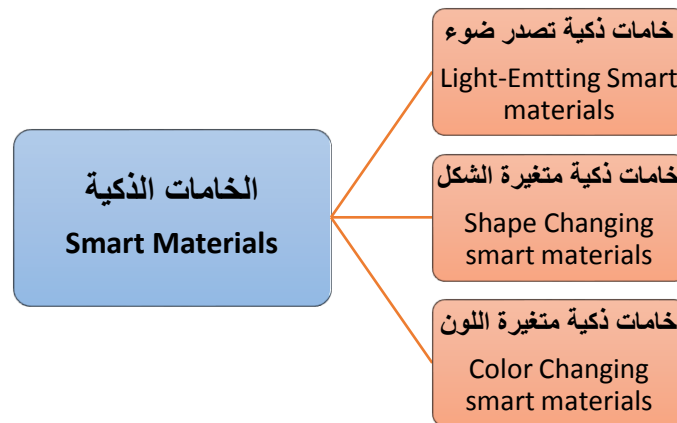 الخامات الذكية
Smart Materials
خامات ذكية تصدر ضوء
Light-Emtting Smart
materials
خامات ذكية متغيرة الشكل
Shape Changing
smart materials
خامات ذكية متغيرة اللون
Color Changing
smart materials